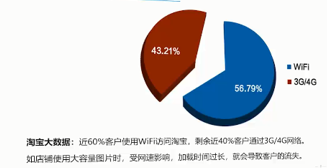 43.21%
56.79%
WiFi
3G/4G
淘宝大数据：近60%客户使用WiFi访问淘宝，剩余近40%客户通过3G/4G网络。
如店铺使用大容量图片时，受网速影响，加载时间过长，就会导致客户的流失。